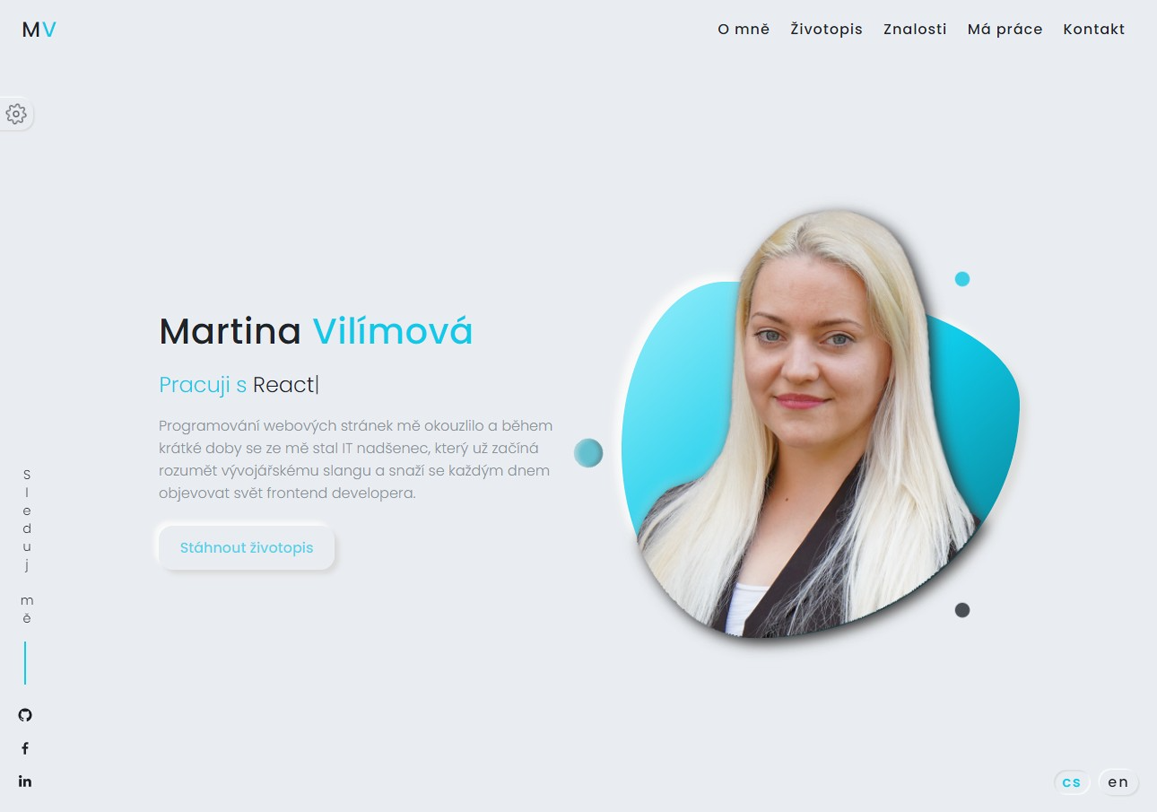 MV
O mně Životopis Znalosti Má práce Kontakt
Martina Vilímová
Pracuji s React|
Programování webových stránek mě okouzlilo a během
krátké doby se ze mě stal IT nadšenec, který už začíná
rozumět vývojářskému slangu a snaží se každým dnem
objevovat svět frontend developera.
Stáhnout životopis
Sleduj mě
cs en